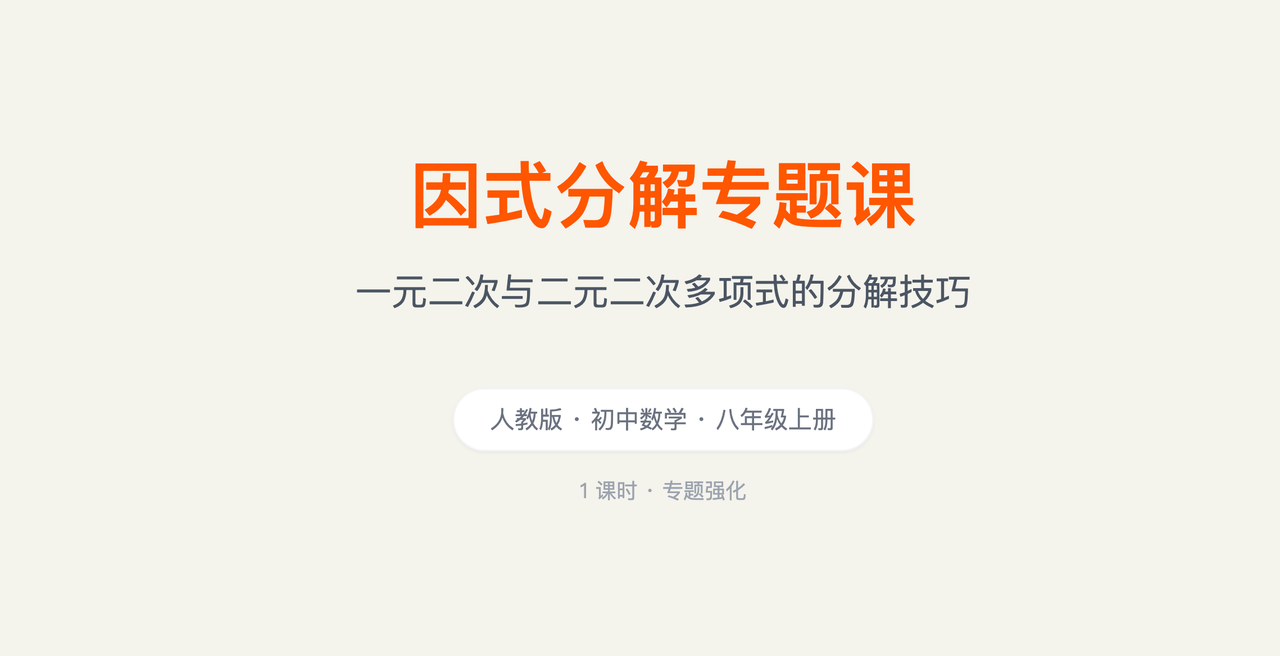 因式分解专题课
一元二次与二元二次多项式的分解技巧
人教版 · 初中数学 · 八年级上册
1 课时 · 专题强化